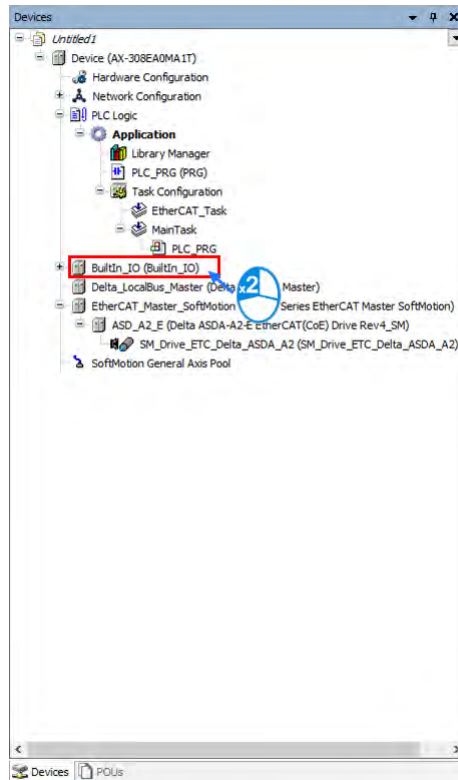 Devices
Untitled1
Device (AX-308EA0MA1T)
Hardware Configuration
Network Configuration
PLC Logic
Application
Library Manager
PLC_PRG (PRG)
Task Configuration
EtherCAT_Task
MainTask
PLC_PRG
BuiltIn_IO (BuiltIn_IO)
Delta_LocalBus_Master (Delta Master)
x2
EtherCAT_Master_SoftMotion Series EtherCAT Master SoftMotion)
ASD_A2_E (Delta ASDA-A2-E EtherCAT(CoE) Drive Rev4_SM)
SM_Drive_ETC_Delta_ASDA_A2 (SM_Drive_ETC_Delta_ASDA_A2)
SoftMotion General Axis Pool
Devices POUs